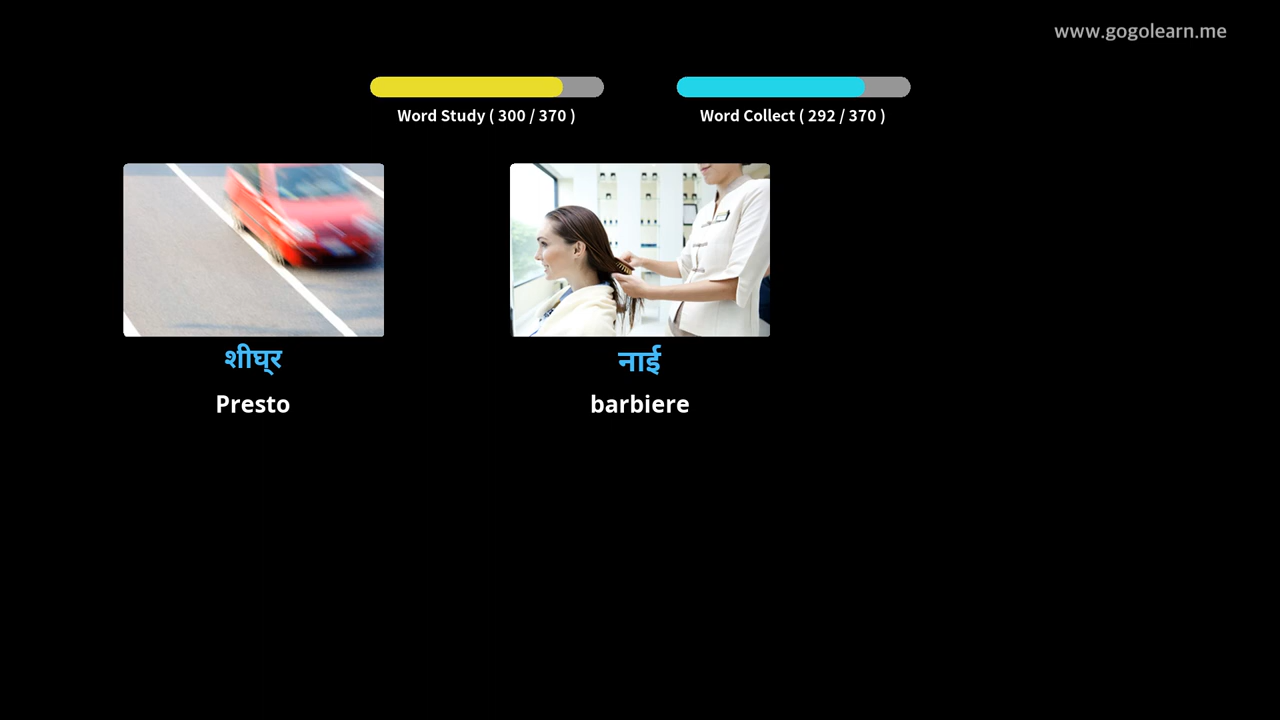 www.gogolearn.me
Word Study ( 300 / 370 )
Word Collect ( 292 / 370 )
शीघ्र
Presto
नाई
barbiere